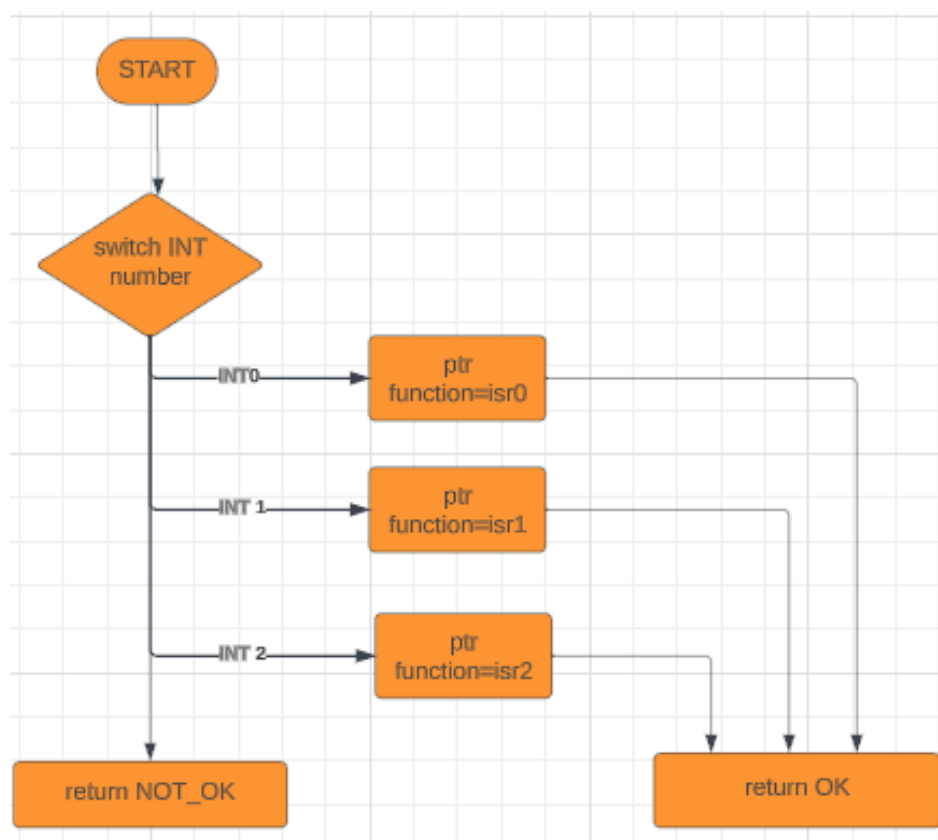 START
switch INT
number
INT0
ptr
function=isr0
INT 1
ptr
function=isr1
INT 2
ptr
function=isr2
return NOT_OK
return OK